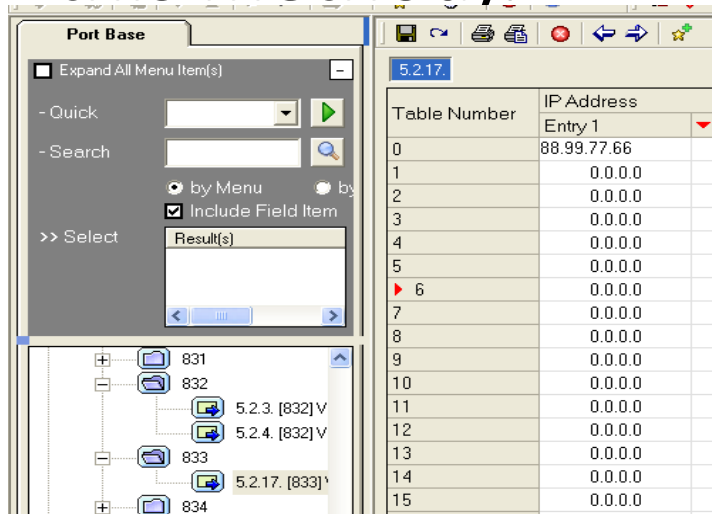 Port Base
Expand All Menu Item(s)
- Quick
- Search
by Menu
by
Include Field Item
>> Select
Result(s)
831
832
5.2.3. [832] V
5.2.4. [832] V
833
5.2.17. [833]
834
5.2.17.
Table Number
IP Address
Entry 1
0 88.99.77.66
1 0.0.0.0
2 0.0.0.0
3 0.0.0.0
4 0.0.0.0
5 0.0.0.0
6 0.0.0.0
7 0.0.0.0
8 0.0.0.0
9 0.0.0.0
10 0.0.0.0
11 0.0.0.0
12 0.0.0.0
13 0.0.0.0
14 0.0.0.0
15 0.0.0.0